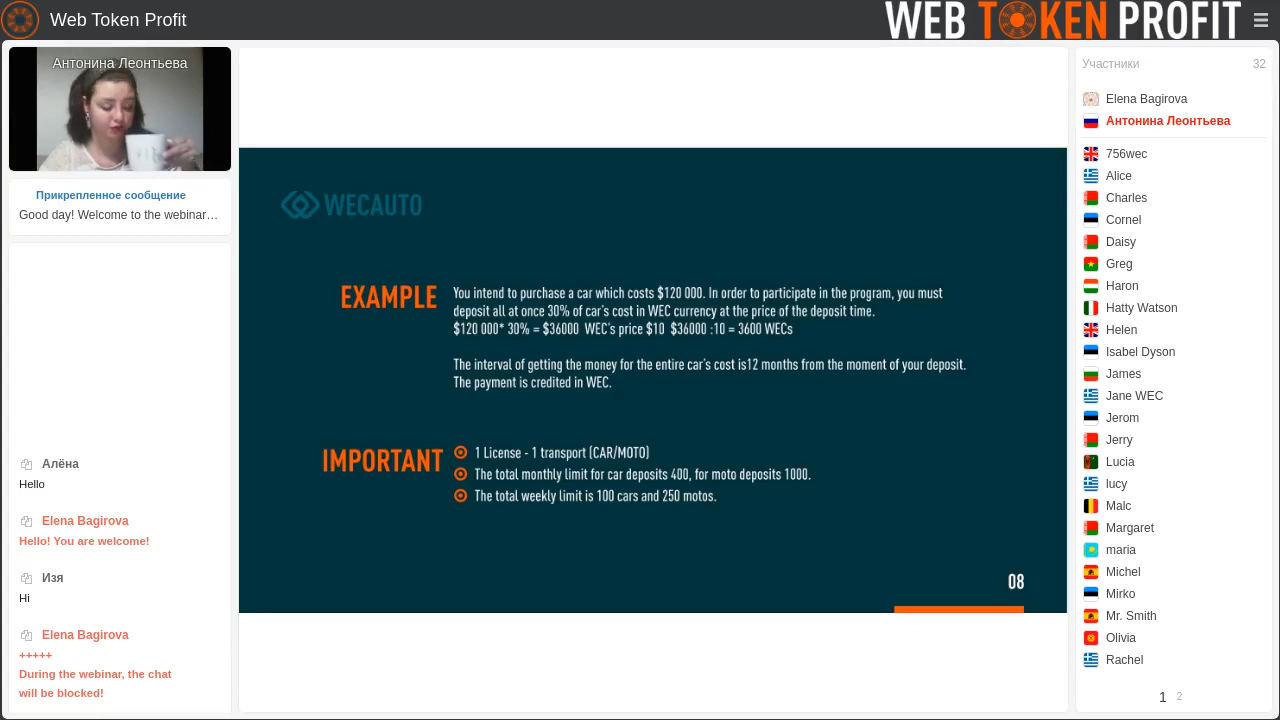 Web Token Profit
WEB TOKEN PROFIT
Антонина Леонтьева
Прикрепленное сообщение
Good day! Welcome to the webinar…
Алёна
Hello
Elena Bagirova
Hello! You are welcome!
Изя
Hi
Elena Bagirova
+++++
During the webinar, the chat
will be blocked!
WECAUTO
EXAMPLE
You intend to purchase a car which costs $120 000. In order to participate in the program, you must
deposit all at once 30% of car's cost in WEC currency at the price of the deposit time.
$120 000* 30% = $36000 WEC's price $10 $36000 :10 = 3600 WECs
The interval of getting the money for the entire car's cost is12 months from the moment of your deposit.
The payment is credited in WEC.
IMPORTANT
1 License - 1 transport (CAR/MOTO)
The total monthly limit for car deposits 400, for moto deposits 1000.
The total weekly limit is 100 cars and 250 motos.
08
Участники 32
Elena Bagirova
Антонина Леонтьева
756wec
Alice
Charles
Cornel
Daisy
Greg
Haron
Hatty Watson
Helen
Isabel Dyson
James
Jane WEC
Jerom
Jerry
Lucia
lucy
Malc
Margaret
maria
Michel
Mirko
Mr. Smith
Olivia
Rachel
1 2